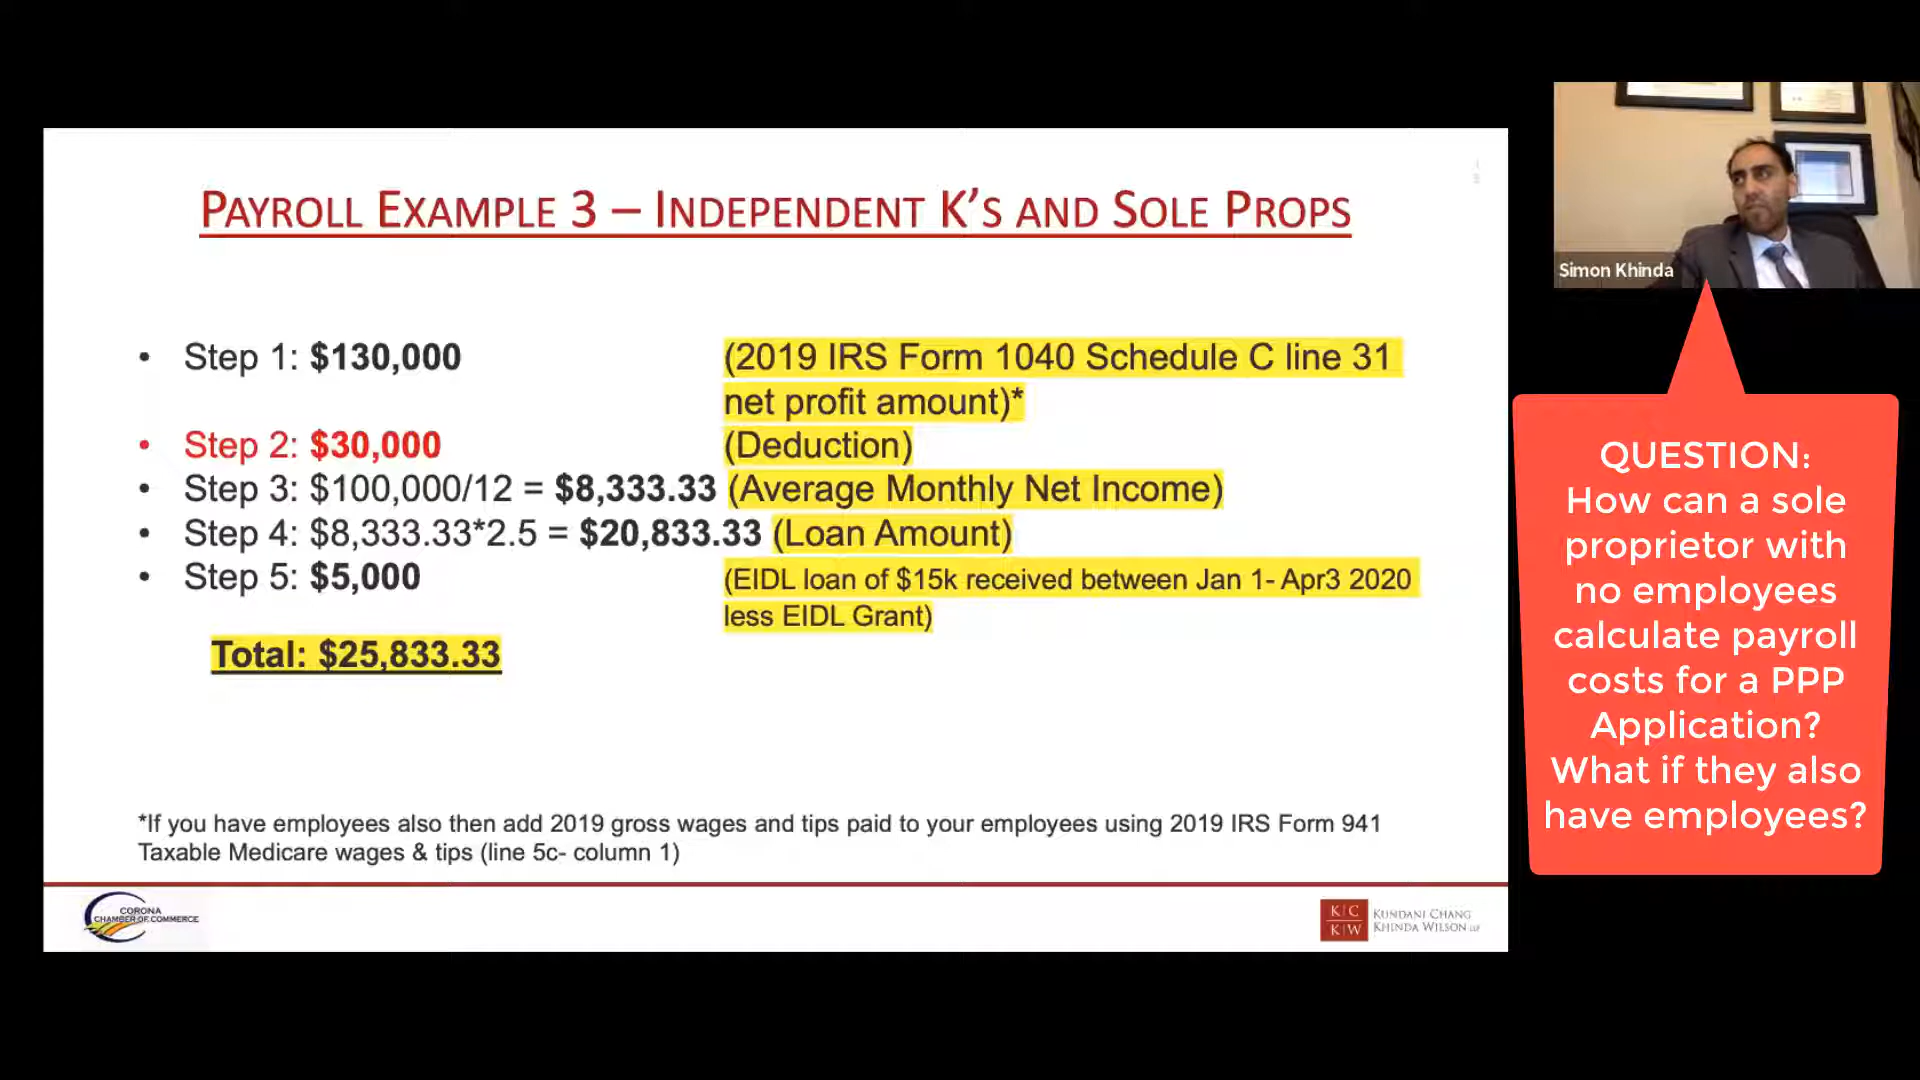 PAYROLL EXAMPLE 3 – INDEPENDENT K'S AND SOLE PROPS
• Step 1: $130,000 (2019 IRS Form 1040 Schedule C line 31
net profit amount)*
• Step 2: $30,000 (Deduction)
• Step 3: $100,000/12 = $8,333.33 (Average Monthly Net Income)
• Step 4: $8,333.33*2.5 = $20,833.33 (Loan Amount)
• Step 5: $5,000 (EIDL loan of $15k received between Jan 1- Apr3 2020
less EIDL Grant)
Total: $25,833.33
*If you have employees also then add 2019 gross wages and tips paid to your employees using 2019 IRS Form 941
Taxable Medicare wages & tips (line 5c- column 1)
CORONA
CHAMBER OF COMMERCE
K|C
K|W
KUNDANI CHANG
KHINDA WILSON LLP
Simon Khinda
QUESTION:
How can a sole
proprietor with
no employees
calculate payroll
costs for a PPP
Application?
What if they also
have employees?